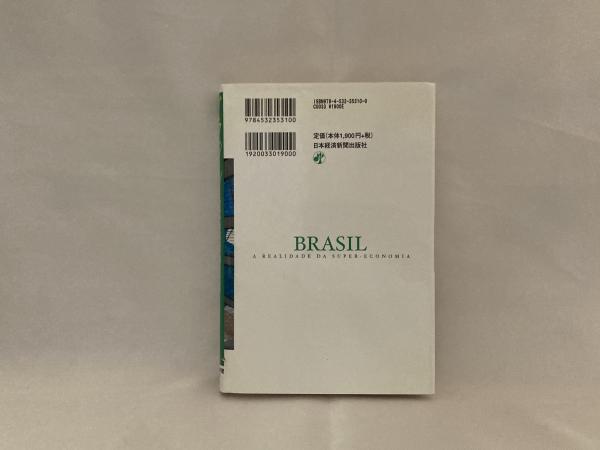 9784532353100
1920033019000
ISBN978-4-532-35310-0
C0033 ¥1900E
定価(本体1,900円+税)
日本経済新聞出版社
BRASIL
A REALIDADE DA SUPER-ECONOMIA